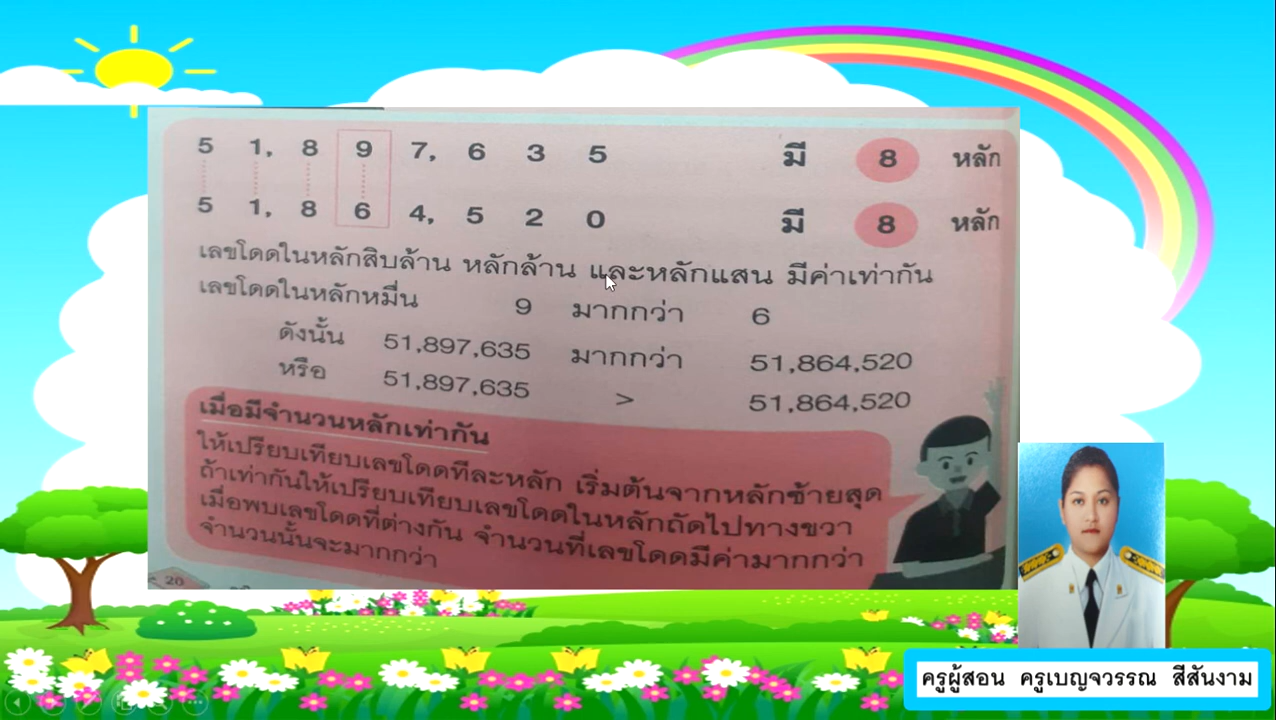 5 1, 8 9 7, 6 3 5 มี 8 หลัก
5 1, 8 6 4, 5 2 0 มี 8 หลัก
เลขโดดในหลักสิบล้าน หลักล้าน และหลักแสน มีค่าเท่ากัน
เลขโดดในหลักหมื่น 9 มากกว่า 6
ดังนั้น 51,897,635 มากกว่า 51,864,520
หรือ 51,897,635 > 51,864,520
เมื่อมีจำนวนหลักเท่ากัน
ให้เปรียบเทียบเลขโดดทีละหลัก เริ่มต้นจากหลักซ้ายสุด
ถ้าเท่ากันให้เปรียบเทียบเลขโดดในหลักถัดไปทางขวา
เมื่อพบเลขโดดที่ต่างกัน จำนวนที่เลขโดดมีค่ามากกว่า
จำนวนนั้นจะมากกว่า
20
ครูผู้สอน ครูเบญจวรรณ สีสันงาม